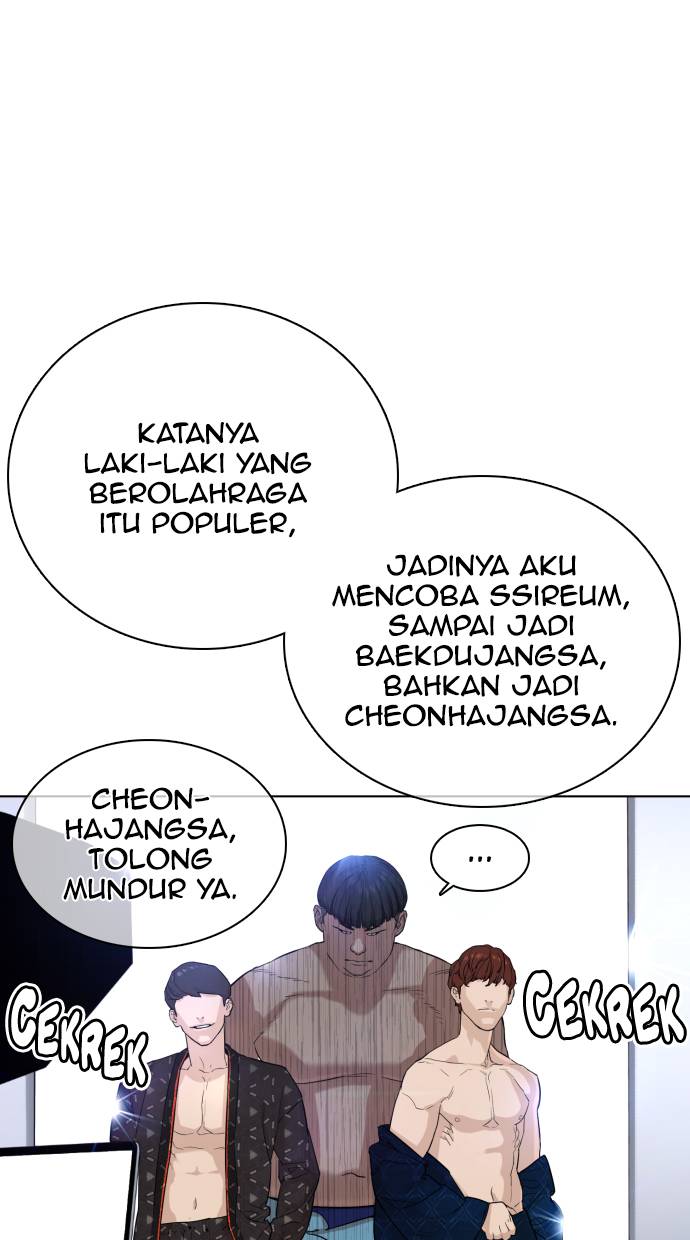 KATANYA
LAKI-LAKI YANG
BEROLAHRAGA
ITU POPULER,
JADINYA AKU
MENCOBA SSIREUM,
SAMPAI JADI
BAEKDUJANGSA,
BAHKAN JADI
CHEONHAJANGSA.
CHEON-
HAJANGSA,
TOLONG
MUNDUR YA.
...
CEKREK
CEKREK